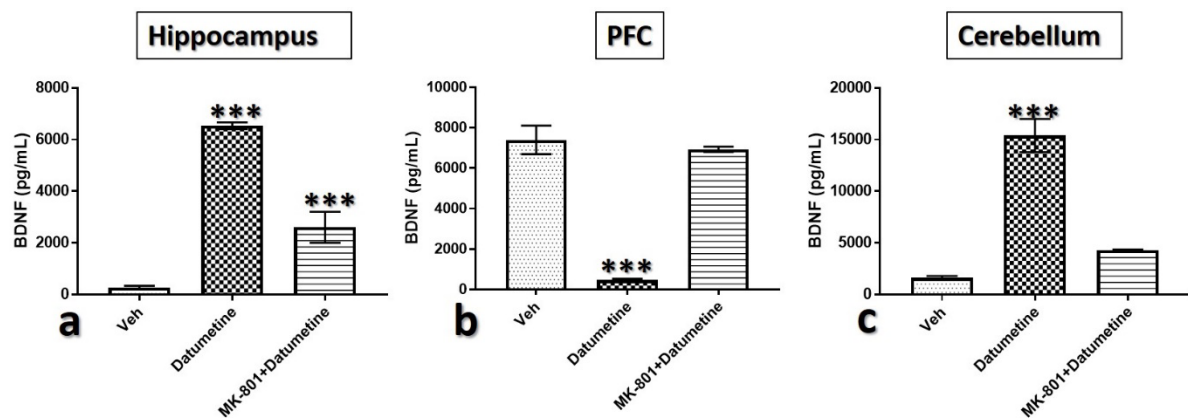 Hippocampus
BDNF (pg/mL)
8000
6000
4000
2000
0
***
***
Veh
Datumetine
MK-801+Datumetine
a
PFC
BDNF (pg/mL)
10000
8000
6000
4000
2000
0
***
Veh
Datumetine
MK-801+Datumetine
b
Cerebellum
BDNF (pg/mL)
20000
15000
10000
5000
0
***
Veh
Datumetine
MK-801+Datumetine
c